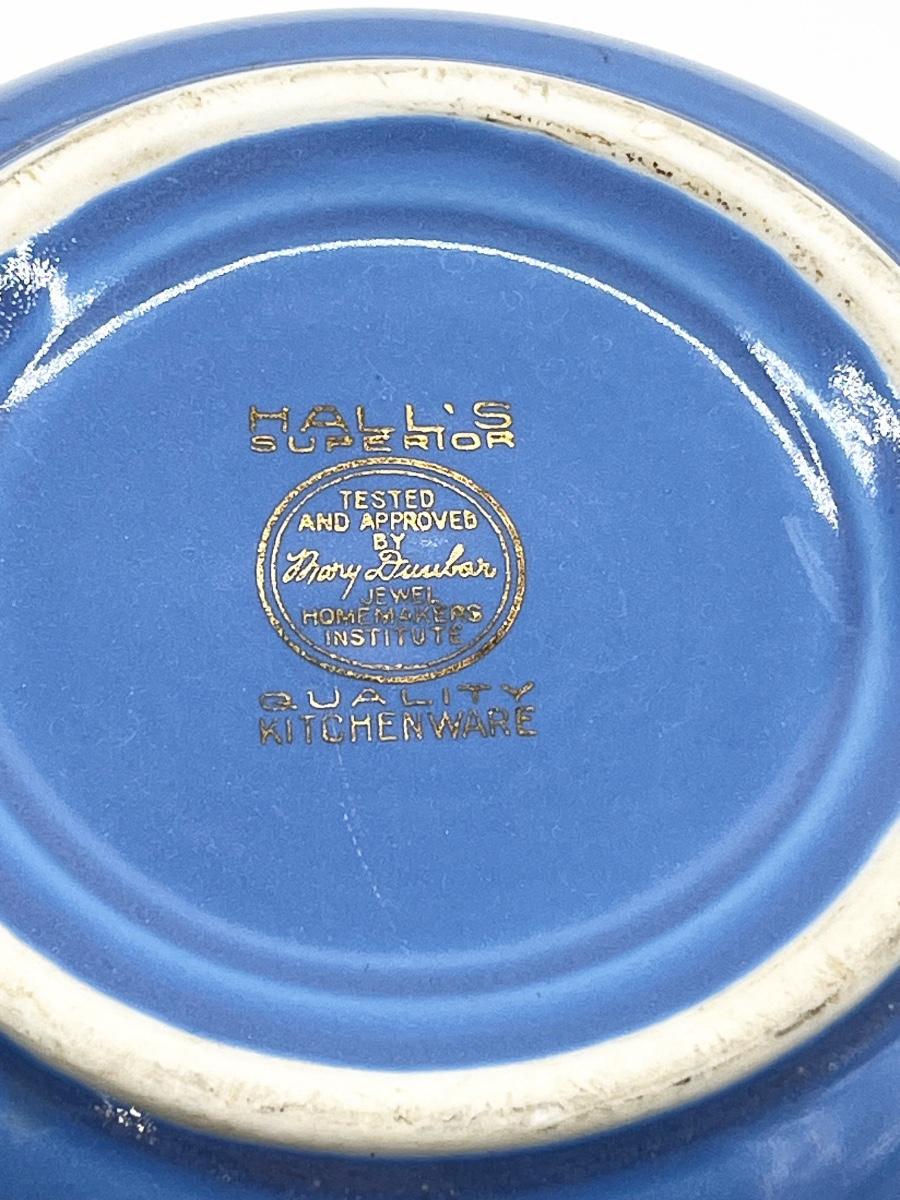 HALL'S
SUPERIOR
TESTED
AND APPROVED
BY
Mary Dunbar
JEWEL
HOMEMAKERS
INSTITUTE
QUALITY
KITCHENWARE